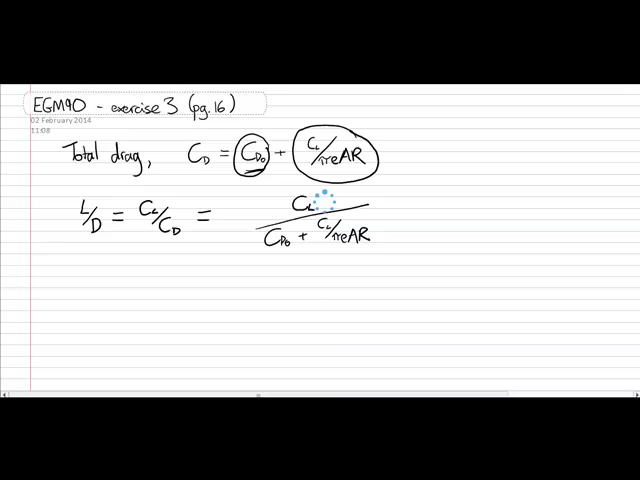 EGM90 - exercise 3 (pg.16)
02 February 2014
11:08
Total drag, C_D = C_D₀ + C_L/πeAR
L/D = C_L/C_D = C_L / (C_D₀ + C_L/πeAR)